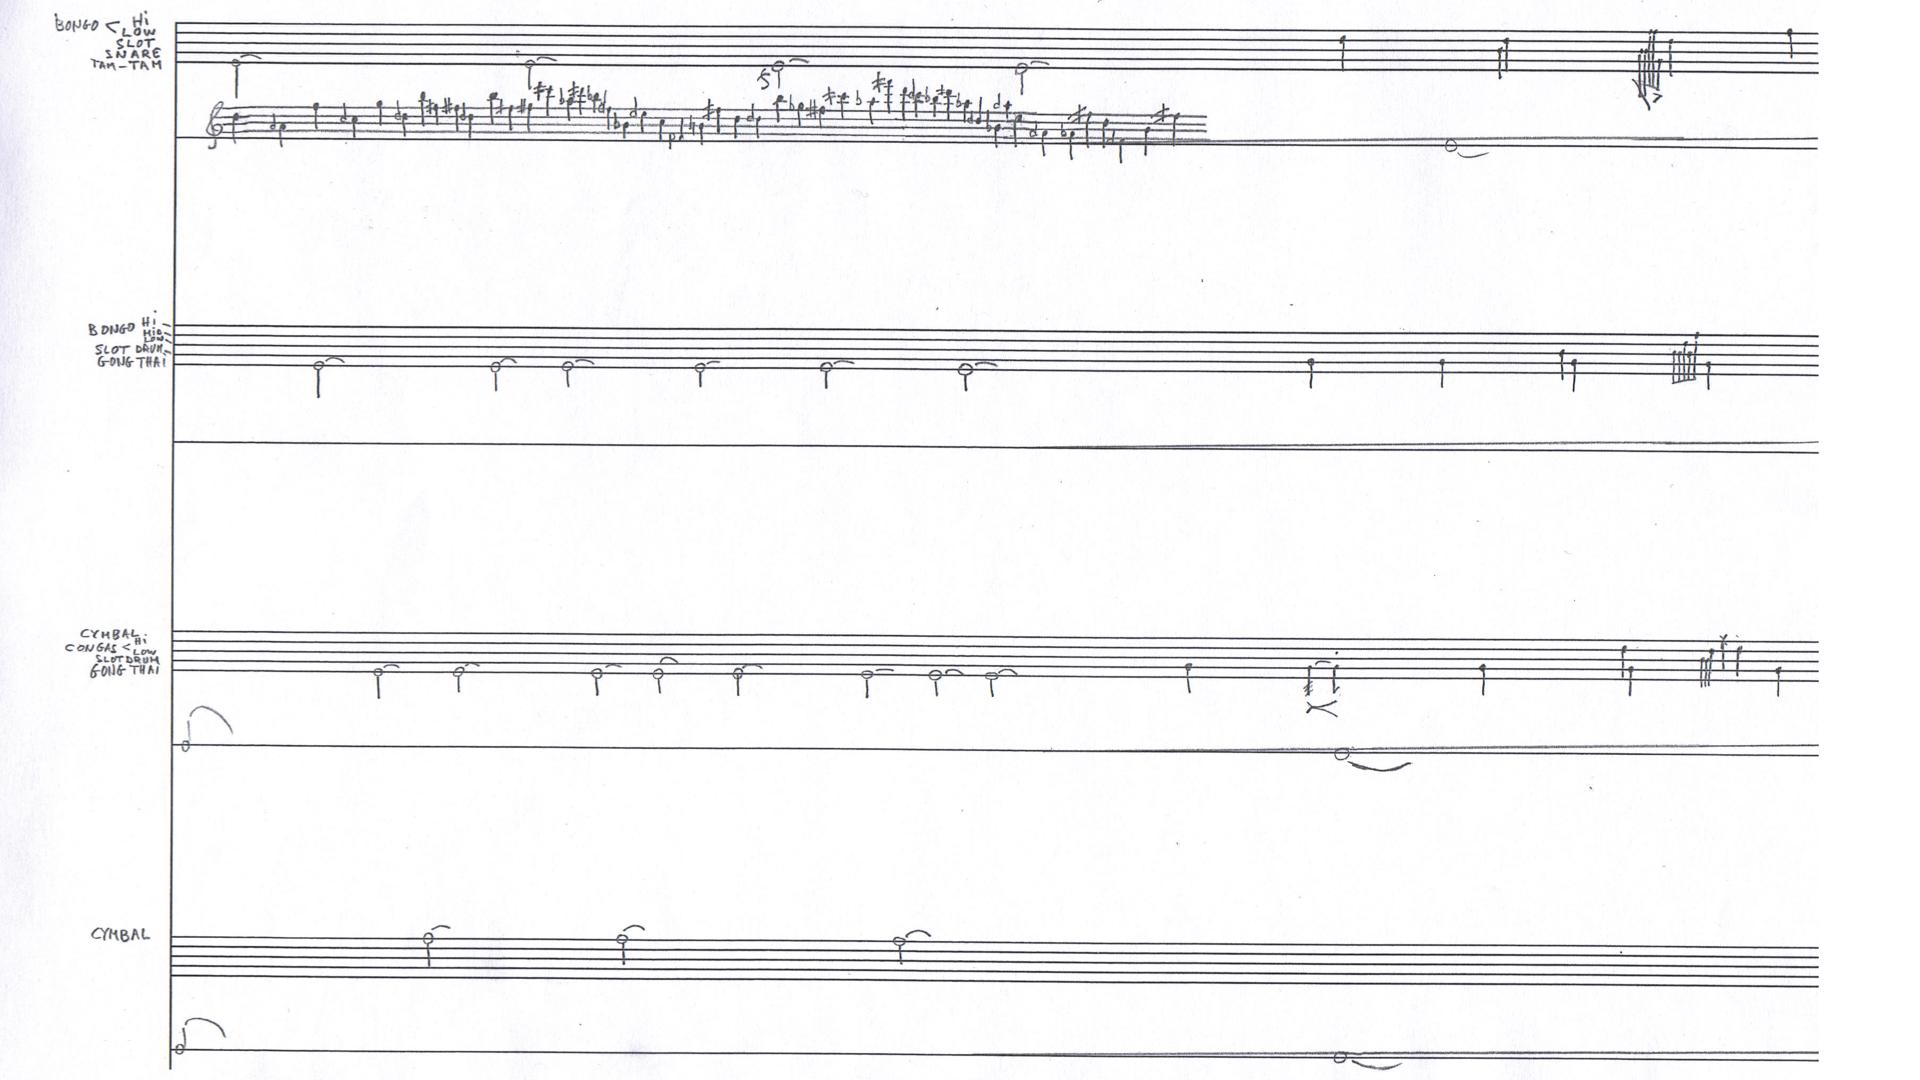 BONGO < Hi
LOW
SLOT
SNARE
TAM-TAM
5
BONGO Hi
MID
LOW
SLOT DRUM
GONG THAI
CYMBAL
CONGAS < Hi
LOW
SLOT DRUM
GONG THAI
CYMBAL